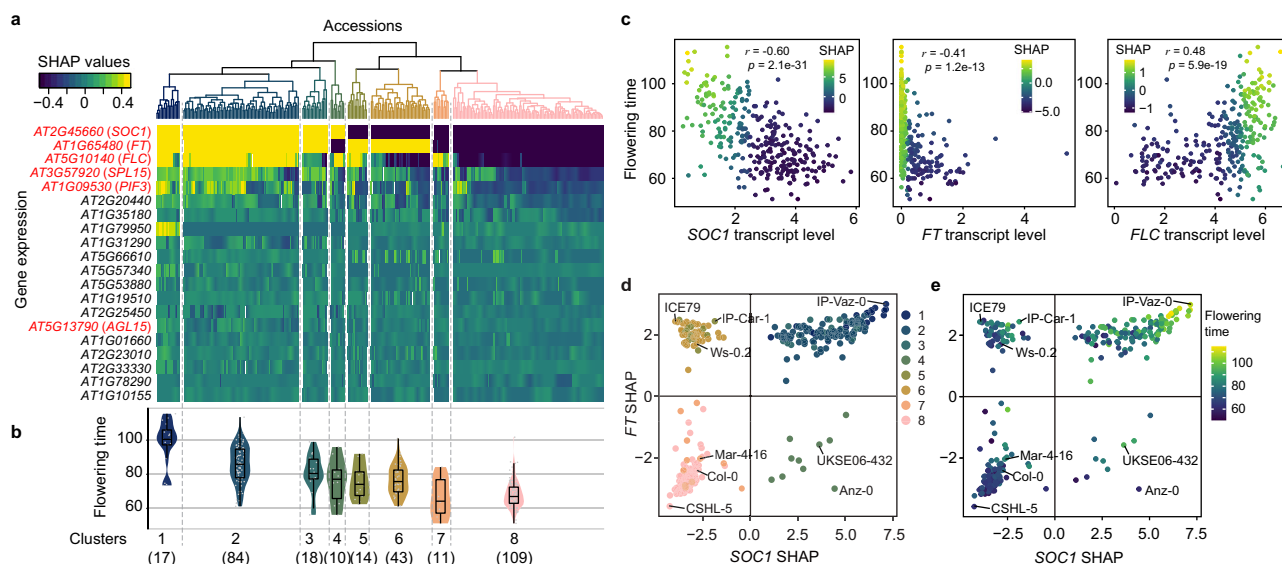 a
Accessions
SHAP values
−0.4 0 0.4
Gene expression
AT2G45660 (SOC1)
AT1G65480 (FT)
AT5G10140 (FLC)
AT3G57920 (SPL15)
AT1G09530 (PIF3)
AT2G20440
AT1G35180
AT1G79950
AT1G31290
AT5G66610
AT5G57340
AT5G53880
AT1G19510
AT2G25450
AT5G13790 (AGL15)
AT1G01660
AT2G23010
AT2G33330
AT1G78290
AT1G10155
b
Flowering time
100
80
60
Clusters 1 2 3 4 5 6 7 8
(17) (84) (18) (10) (14) (43) (11) (109)
c
Flowering time
100
80
60
r = -0.60
p = 2.1e-31
SHAP
5
0
0 2 4 6
SOC1 transcript level
100
80
60
r = -0.41
p = 1.2e-13
SHAP
0.0
-5.0
0 2 4 6
FT transcript level
100
80
60
SHAP
1
0
−1
r = 0.48
p = 5.9e-19
0 2 4 6
FLC transcript level
d
FT SHAP
2
−2
ICE79
IP-Car-1
Ws-0.2
IP-Vaz-0
Mar-4-16
Col-0
CSHL-5
UKSE06-432
Anz-0
−2.5 0 2.5 5.0 7.5
SOC1 SHAP
1
2
3
4
5
6
7
8
e
2
−2
ICE79
IP-Car-1
Ws-0.2
IP-Vaz-0
Mar-4-16
Col-0
CSHL-5
UKSE06-432
Anz-0
−2.5 0 2.5 5.0 7.5
SOC1 SHAP
Flowering
time
100
80
60